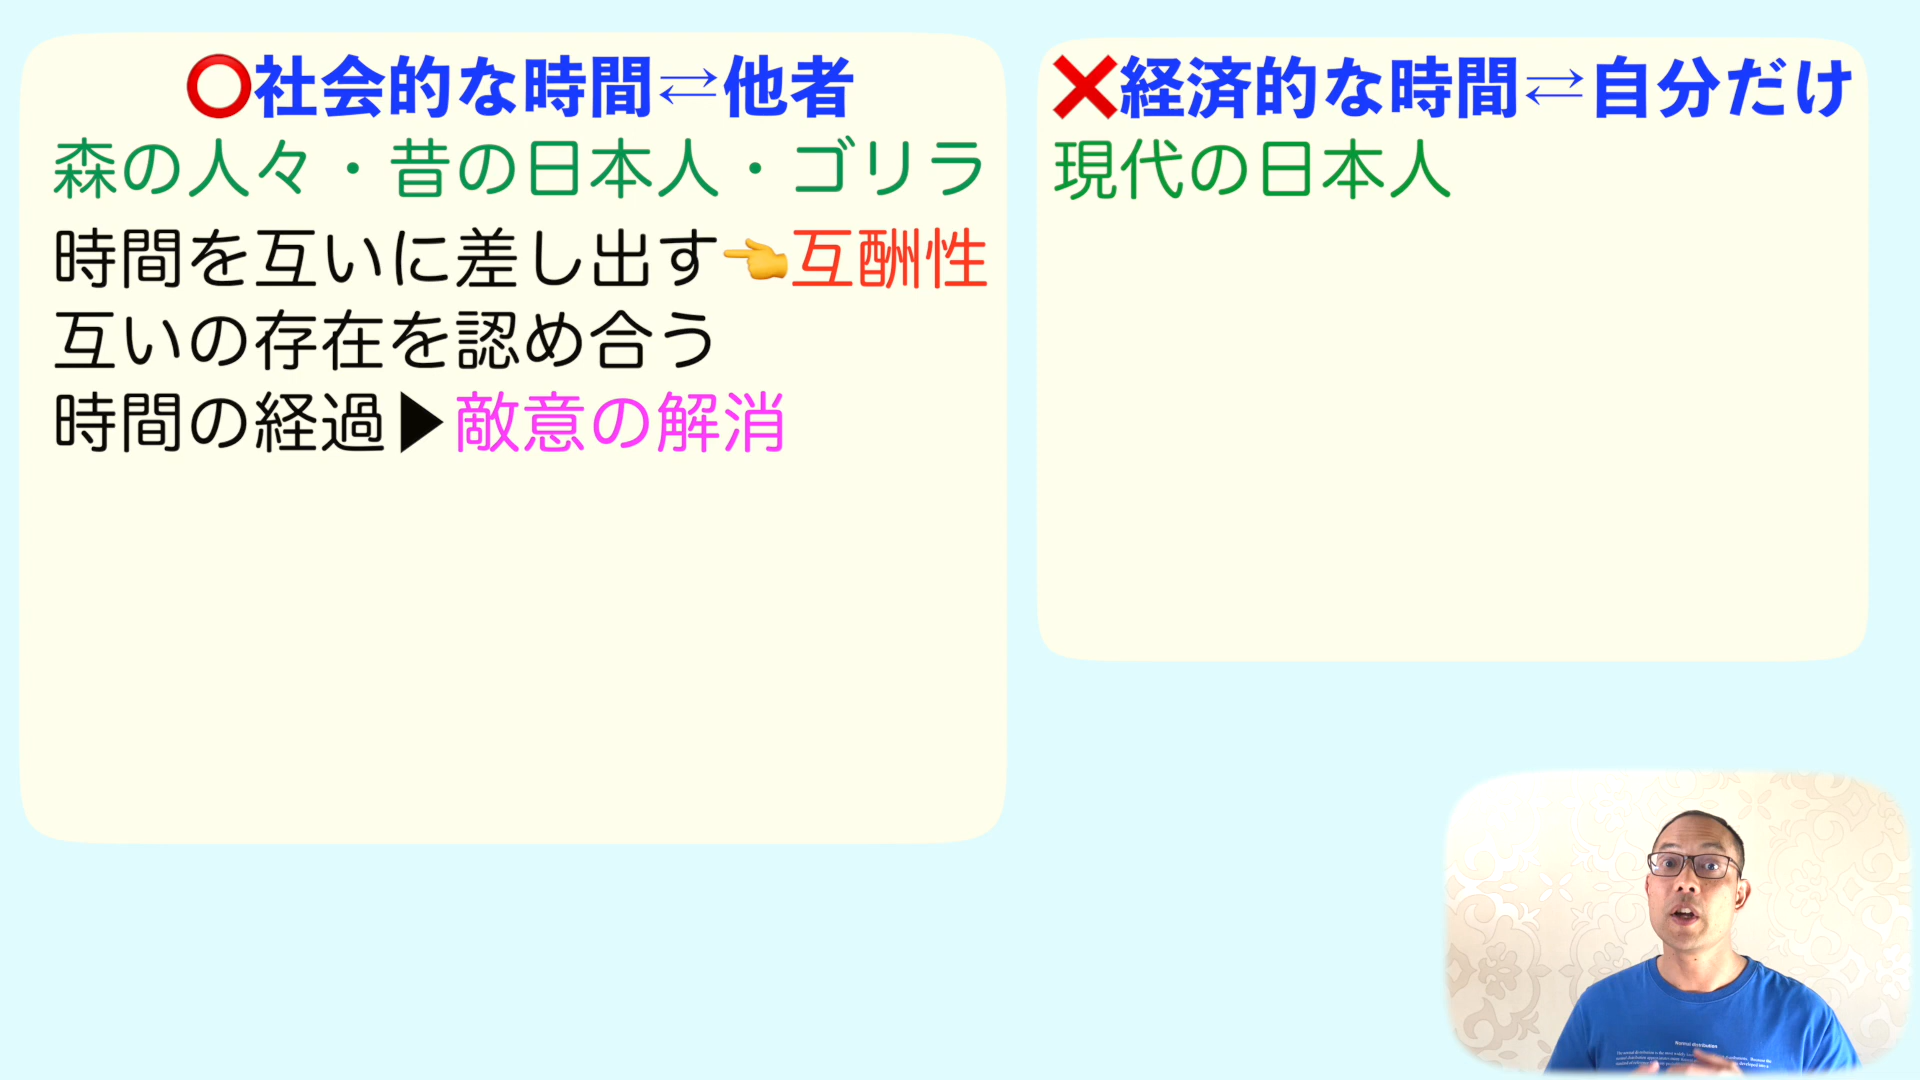 ⭕社会的な時間⇄他者
森の人々・昔の日本人・ゴリラ
時間を互いに差し出す👈互酬性
互いの存在を認め合う
時間の経過▶敵意の解消
❌経済的な時間⇄自分だけ
現代の日本人
Normal distribution